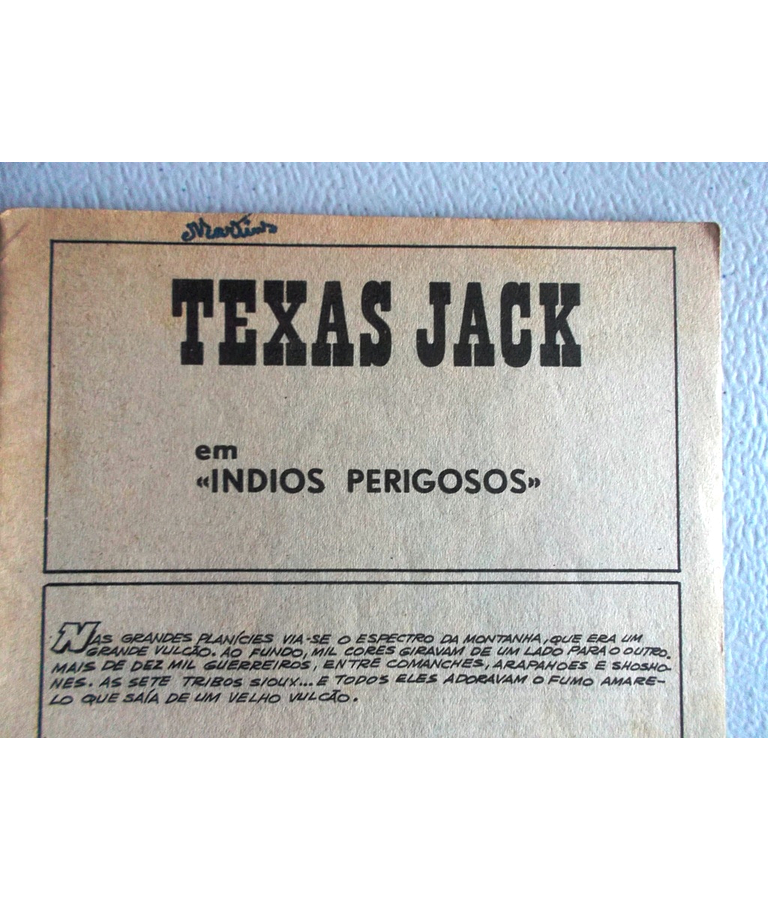 Martins
TEXAS JACK
em
«INDIOS PERIGOSOS»
NAS GRANDES PLANÍCIES VIA-SE O ESPECTRO DA MONTANHA, QUE ERA UM
GRANDE VULCÃO. AO FUNDO, MIL CORES GIRAVAM DE UM LADO PARA O OUTRO.
MAIS DE DEZ MIL GUERREIROS, ENTRE COMANCHES, ARAPAHOES E SHOSHO-
NES. AS SETE TRIBOS SIOUX... E TODOS ELES ADORAVAM O FUMO AMARE-
LO QUE SAÍA DE UM VELHO VULCÃO.